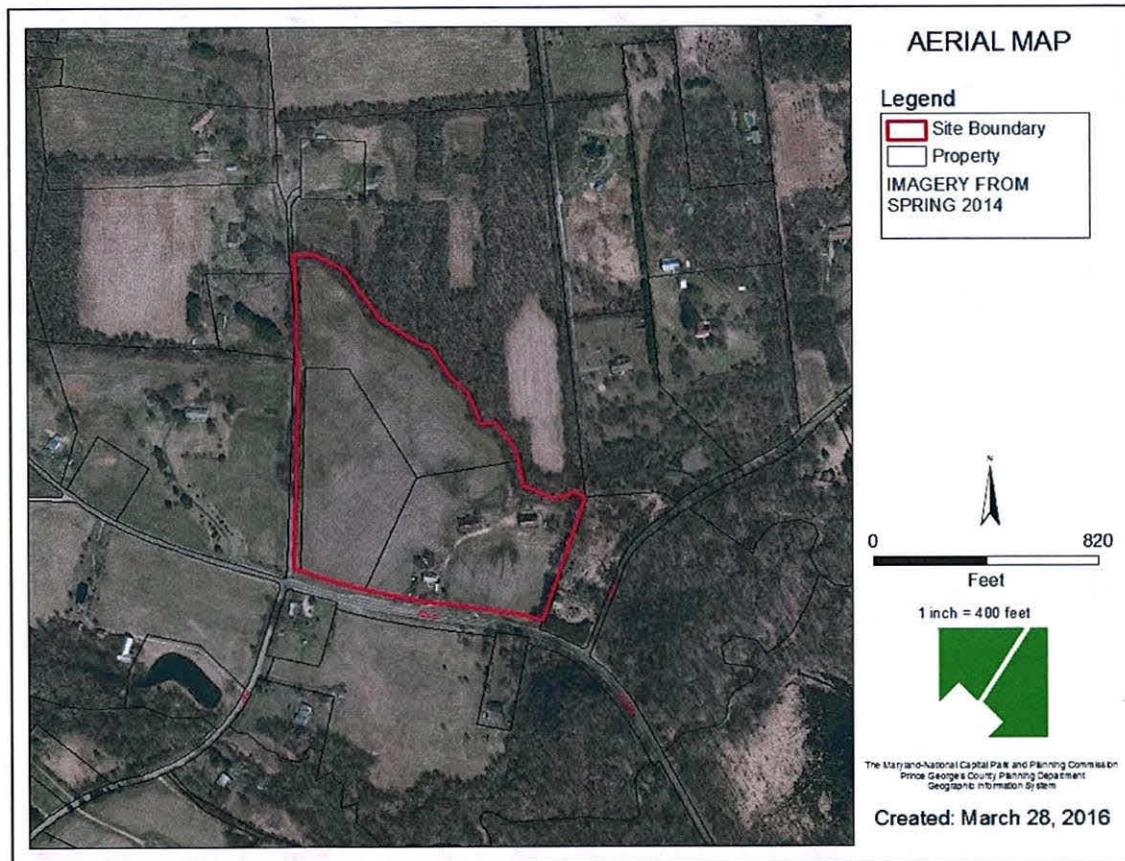 AERIAL MAP
Legend
Site Boundary
Property
IMAGERY FROM
SPRING 2014
N
0 820
Feet
1 inch = 400 feet
The Maryland-National Capital Park and Planning Commission
Prince George's County Planning Department
Geographic Information System
Created: March 28, 2016